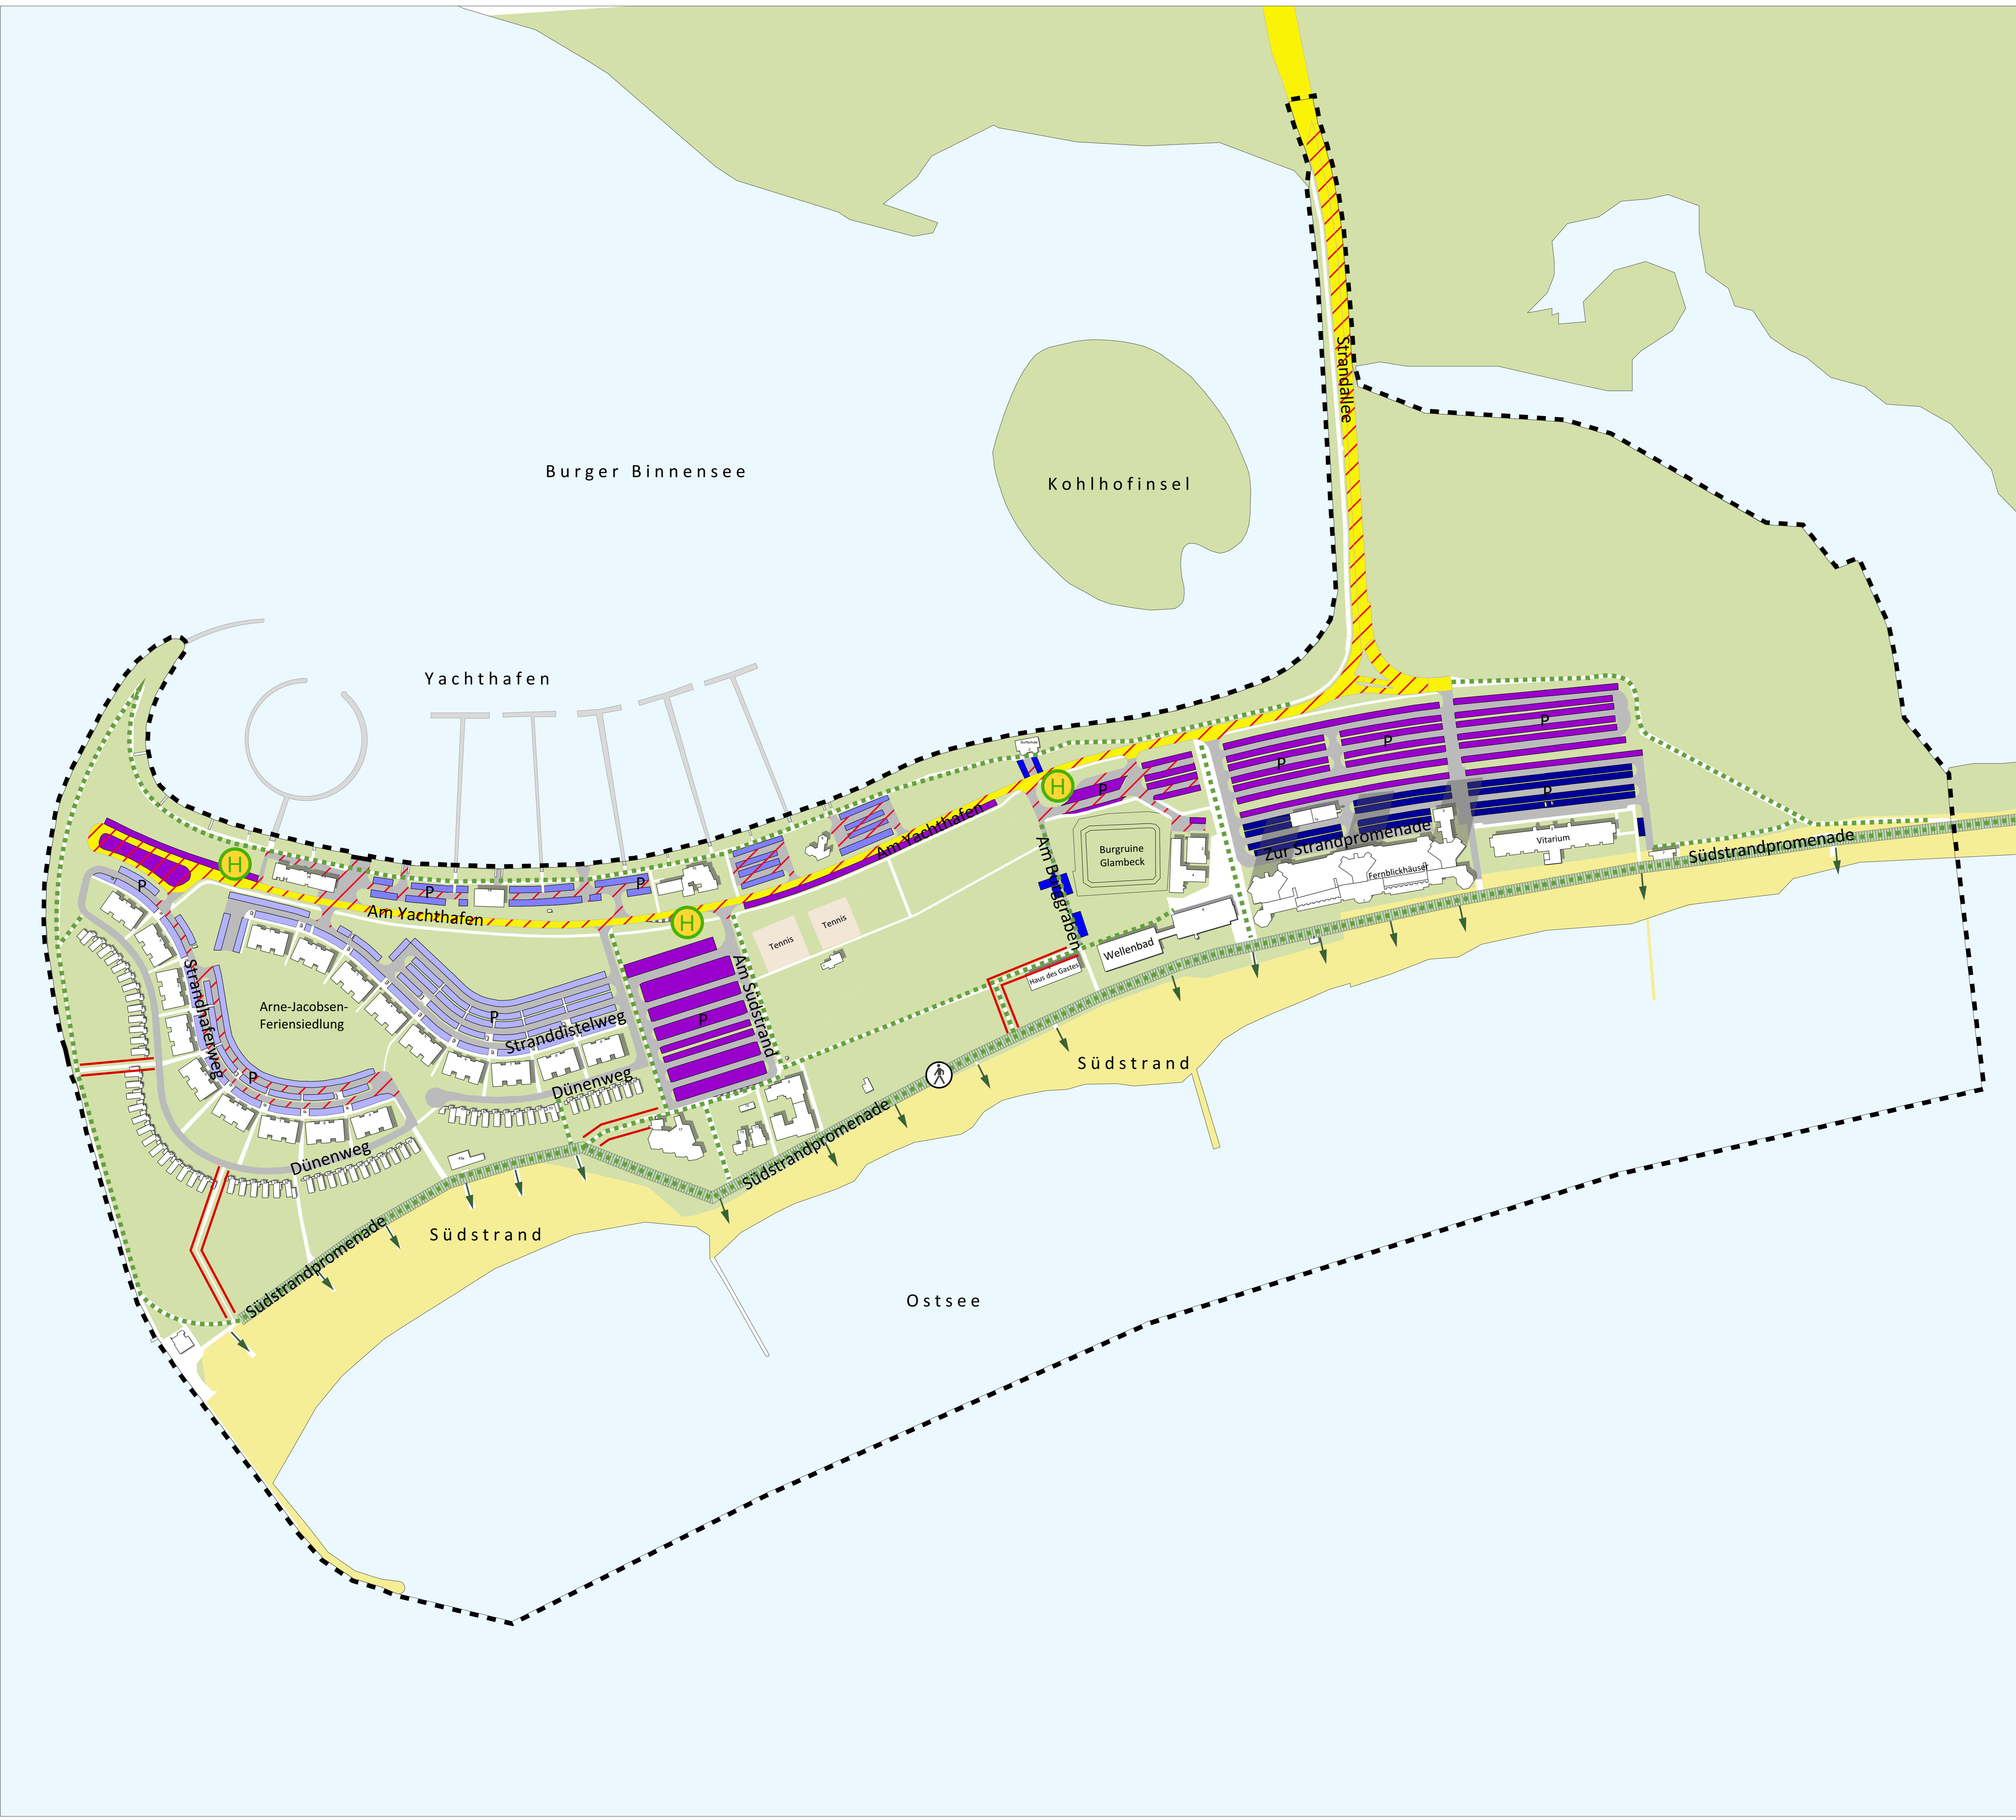 Strandallee
Burger Binnensee
Kohlhofinsel
Yachthafen
P
P
P
P
P
H
Zur Strandpromenade
Vitarium
Fernblickhäuser
Südstrandpromenade
Burgruine
Glambeck
Am Burggraben
Am Yachthafen
H
P
P
P
Am Yachthafen
H
Tennis
Tennis
Wellenbad
Haus des Gastes
Strandhaferweg
Arne-Jacobsen-
Feriensiedlung
P
Stranddistelweg
P
Am Südstrand
P
Dünenweg
Südstrand
Dünenweg
Südstrandpromenade
Südstrandpromenade
Südstrand
Ostsee